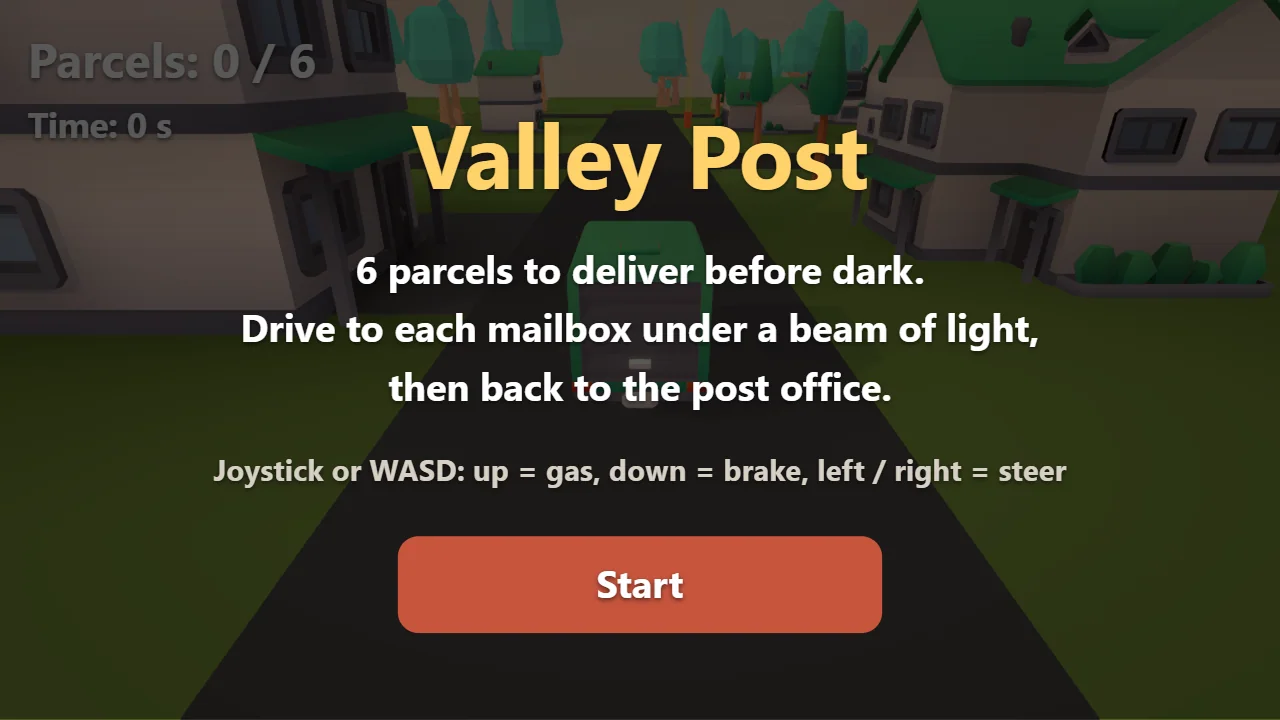 Parcels: 0 / 6
Time: 0 s
Valley Post
6 parcels to deliver before dark.
Drive to each mailbox under a beam of light,
then back to the post office.
Joystick or WASD: up = gas, down = brake, left / right = steer
Start